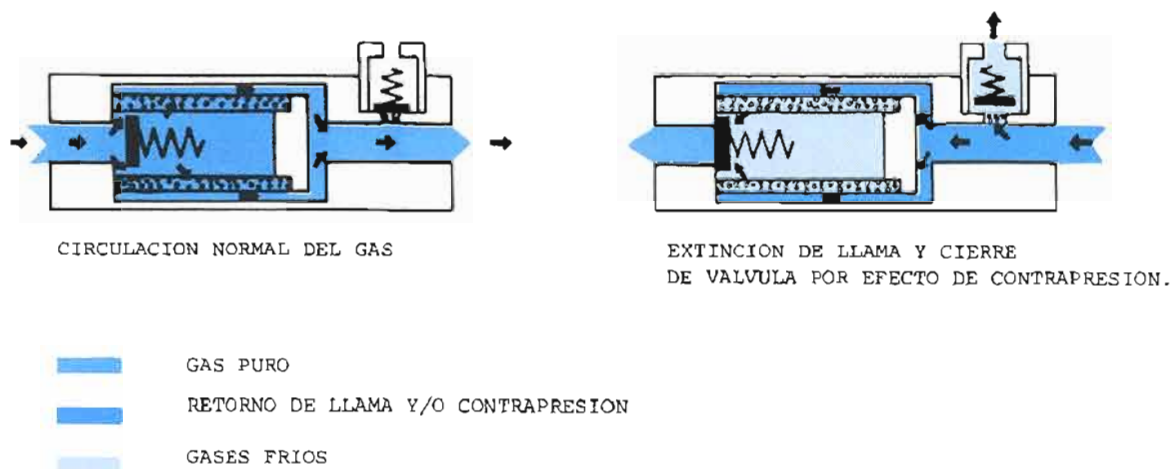 CIRCULACION NORMAL DEL GAS
EXTINCION DE LLAMA Y CIERRE
DE VALVULA POR EFECTO DE CONTRAPRESION.
GAS PURO
RETORNO DE LLAMA Y/O CONTRAPRESION
GASES FRIOS